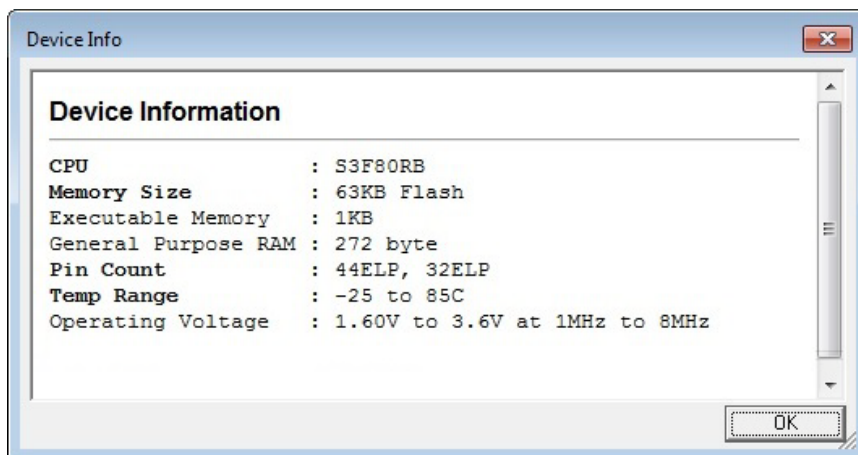 Device Info
Device Information
CPU : S3F80RB
Memory Size : 63KB Flash
Executable Memory : 1KB
General Purpose RAM : 272 byte
Pin Count : 44ELP, 32ELP
Temp Range : -25 to 85C
Operating Voltage : 1.60V to 3.6V at 1MHz to 8MHz
OK